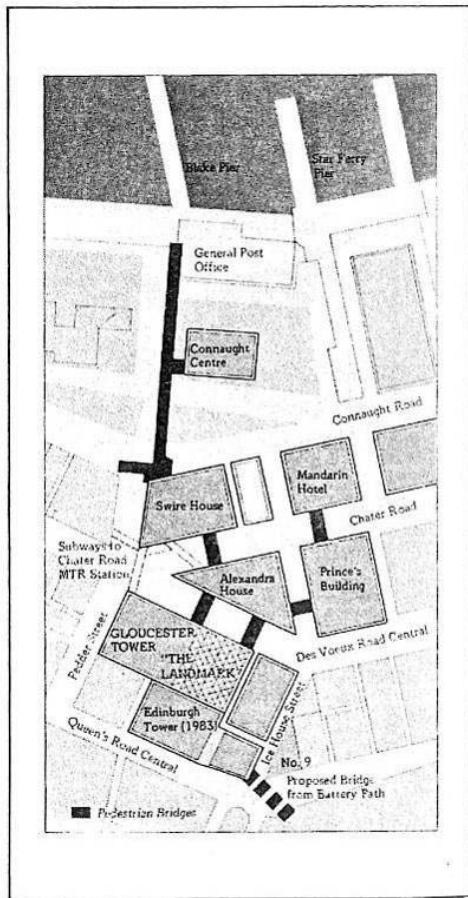 Blake Pier
Star Ferry
Pier
General Post
Office
Connaught
Centre
Connaught Road
Mandarin
Hotel
Swire House
Chater Road
Subways to
Chater Road
MTR Station
Alexandra
House
Prince's
Building
Pedder Street
GLOUCESTER
TOWER
"THE
LANDMARK"
Des Voeux Road Central
Edinburgh
Tower (1983)
Ice House Street
Queen's Road Central
No. 9
Proposed Bridge
from Battery Path
Pedestrian Bridges